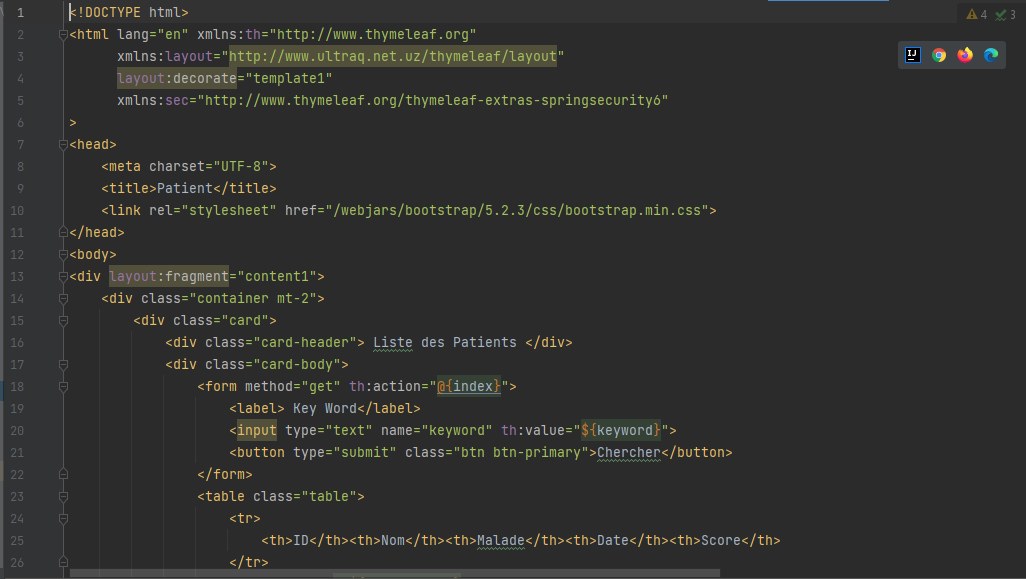 1 <!DOCTYPE html>
2 <html lang="en" xmlns:th="http://www.thymeleaf.org"
3 xmlns:layout="http://www.ultraq.net.uz/thymeleaf/layout"
4 layout:decorate="template1"
5 xmlns:sec="http://www.thymeleaf.org/thymeleaf-extras-springsecurity6"
6 >
7 <head>
8 <meta charset="UTF-8">
9 <title>Patient</title>
10 <link rel="stylesheet" href="/webjars/bootstrap/5.2.3/css/bootstrap.min.css">
11 </head>
12 <body>
13 <div layout:fragment="content1">
14 <div class="container mt-2">
15 <div class="card">
16 <div class="card-header"> Liste des Patients </div>
17 <div class="card-body">
18 <form method="get" th:action="@{index}">
19 <label> Key Word</label>
20 <input type="text" name="keyword" th:value="${keyword}">
21 <button type="submit" class="btn btn-primary">Chercher</button>
22 </form>
23 <table class="table">
24 <tr>
25 <th>ID</th><th>Nom</th><th>Malade</th><th>Date</th><th>Score</th>
26 </tr>
4 3
IJ